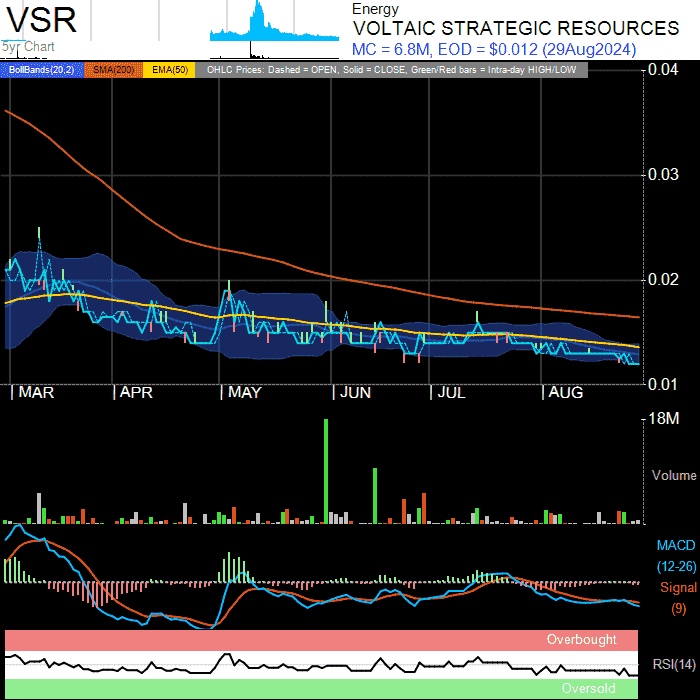 VSR
5yr Chart
Energy
VOLTAIC STRATEGIC RESOURCES
MC = 6.8M, EOD = $0.012 (29Aug2024)
BollBands(20,2) SMA(200) EMA(50) OHLC Prices: Dashed = OPEN, Solid = CLOSE, Green/Red bars = Intra-day HIGH/LOW
0.04
0.03
0.02
0.01
MAR APR MAY JUN JUL AUG
18M
Volume
MACD
(12-26)
Signal
(9)
Overbought
RSI(14)
Oversold